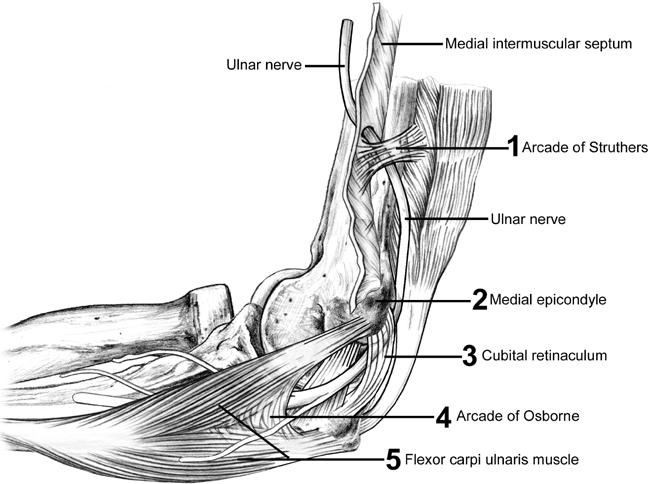 Medial intermuscular septum
Ulnar nerve
1 Arcade of Struthers
Ulnar nerve
2 Medial epicondyle
3 Cubital retinaculum
4 Arcade of Osborne
5 Flexor carpi ulnaris muscle